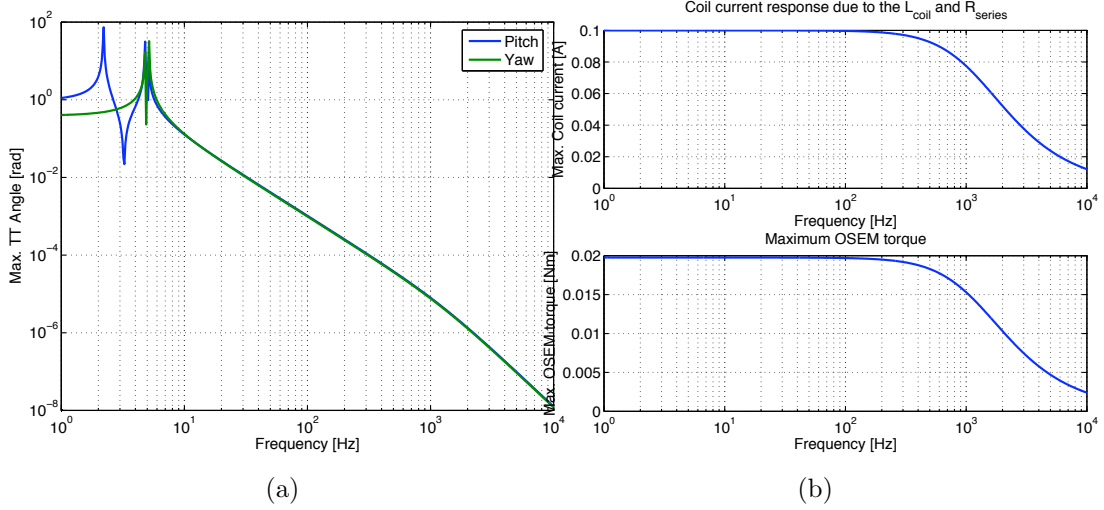 10^2
10^0
10^-2
10^-4
10^-6
10^-8
Max. TT Angle [rad]
Pitch
Yaw
10^0 10^1 10^2 10^3 10^4
Frequency [Hz]
(a)
Coil current response due to the L_coil and R_series
0.1
0.08
0.06
0.04
0.02
0
Max. Coil current [A]
10^0 10^1 10^2 10^3 10^4
Frequency [Hz]
Maximum OSEM torque
0.02
0.015
0.01
0.005
0
Max. OSEM torque [Nm]
10^0 10^1 10^2 10^3 10^4
Frequency [Hz]
(b)